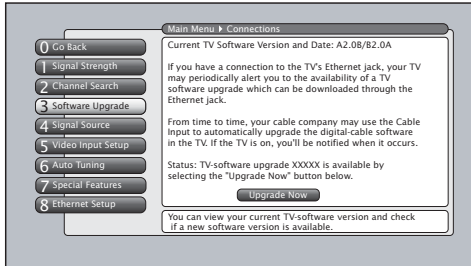 Main Menu ▸ Connections
0 Go Back
1 Signal Strength
2 Channel Search
3 Software Upgrade
4 Signal Source
5 Video Input Setup
6 Auto Tuning
7 Special Features
8 Ethernet Setup
Current TV Software Version and Date: A2.0B/B2.0A
If you have a connection to the TV's Ethernet jack, your TV
may periodically alert you to the availability of a TV
software upgrade which can be downloaded through the
Ethernet jack.
From time to time, your cable company may use the Cable
Input to automatically upgrade the digital-cable software
in the TV. If the TV is on, you'll be notified when it occurs.
Status: TV-software upgrade XXXXX is available by
selecting the "Upgrade Now" button below.
Upgrade Now
You can view your current TV-software version and check
if a new software version is available.